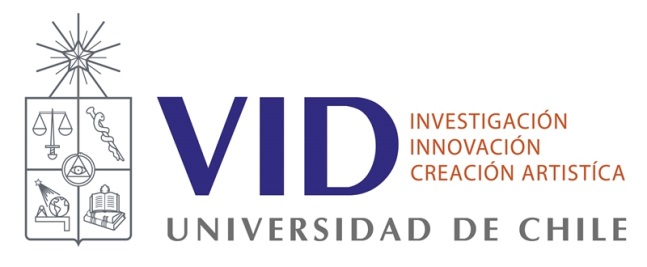 VID
INVESTIGACIÓN
INNOVACIÓN
CREACIÓN ARTISTÍCA
UNIVERSIDAD DE CHILE